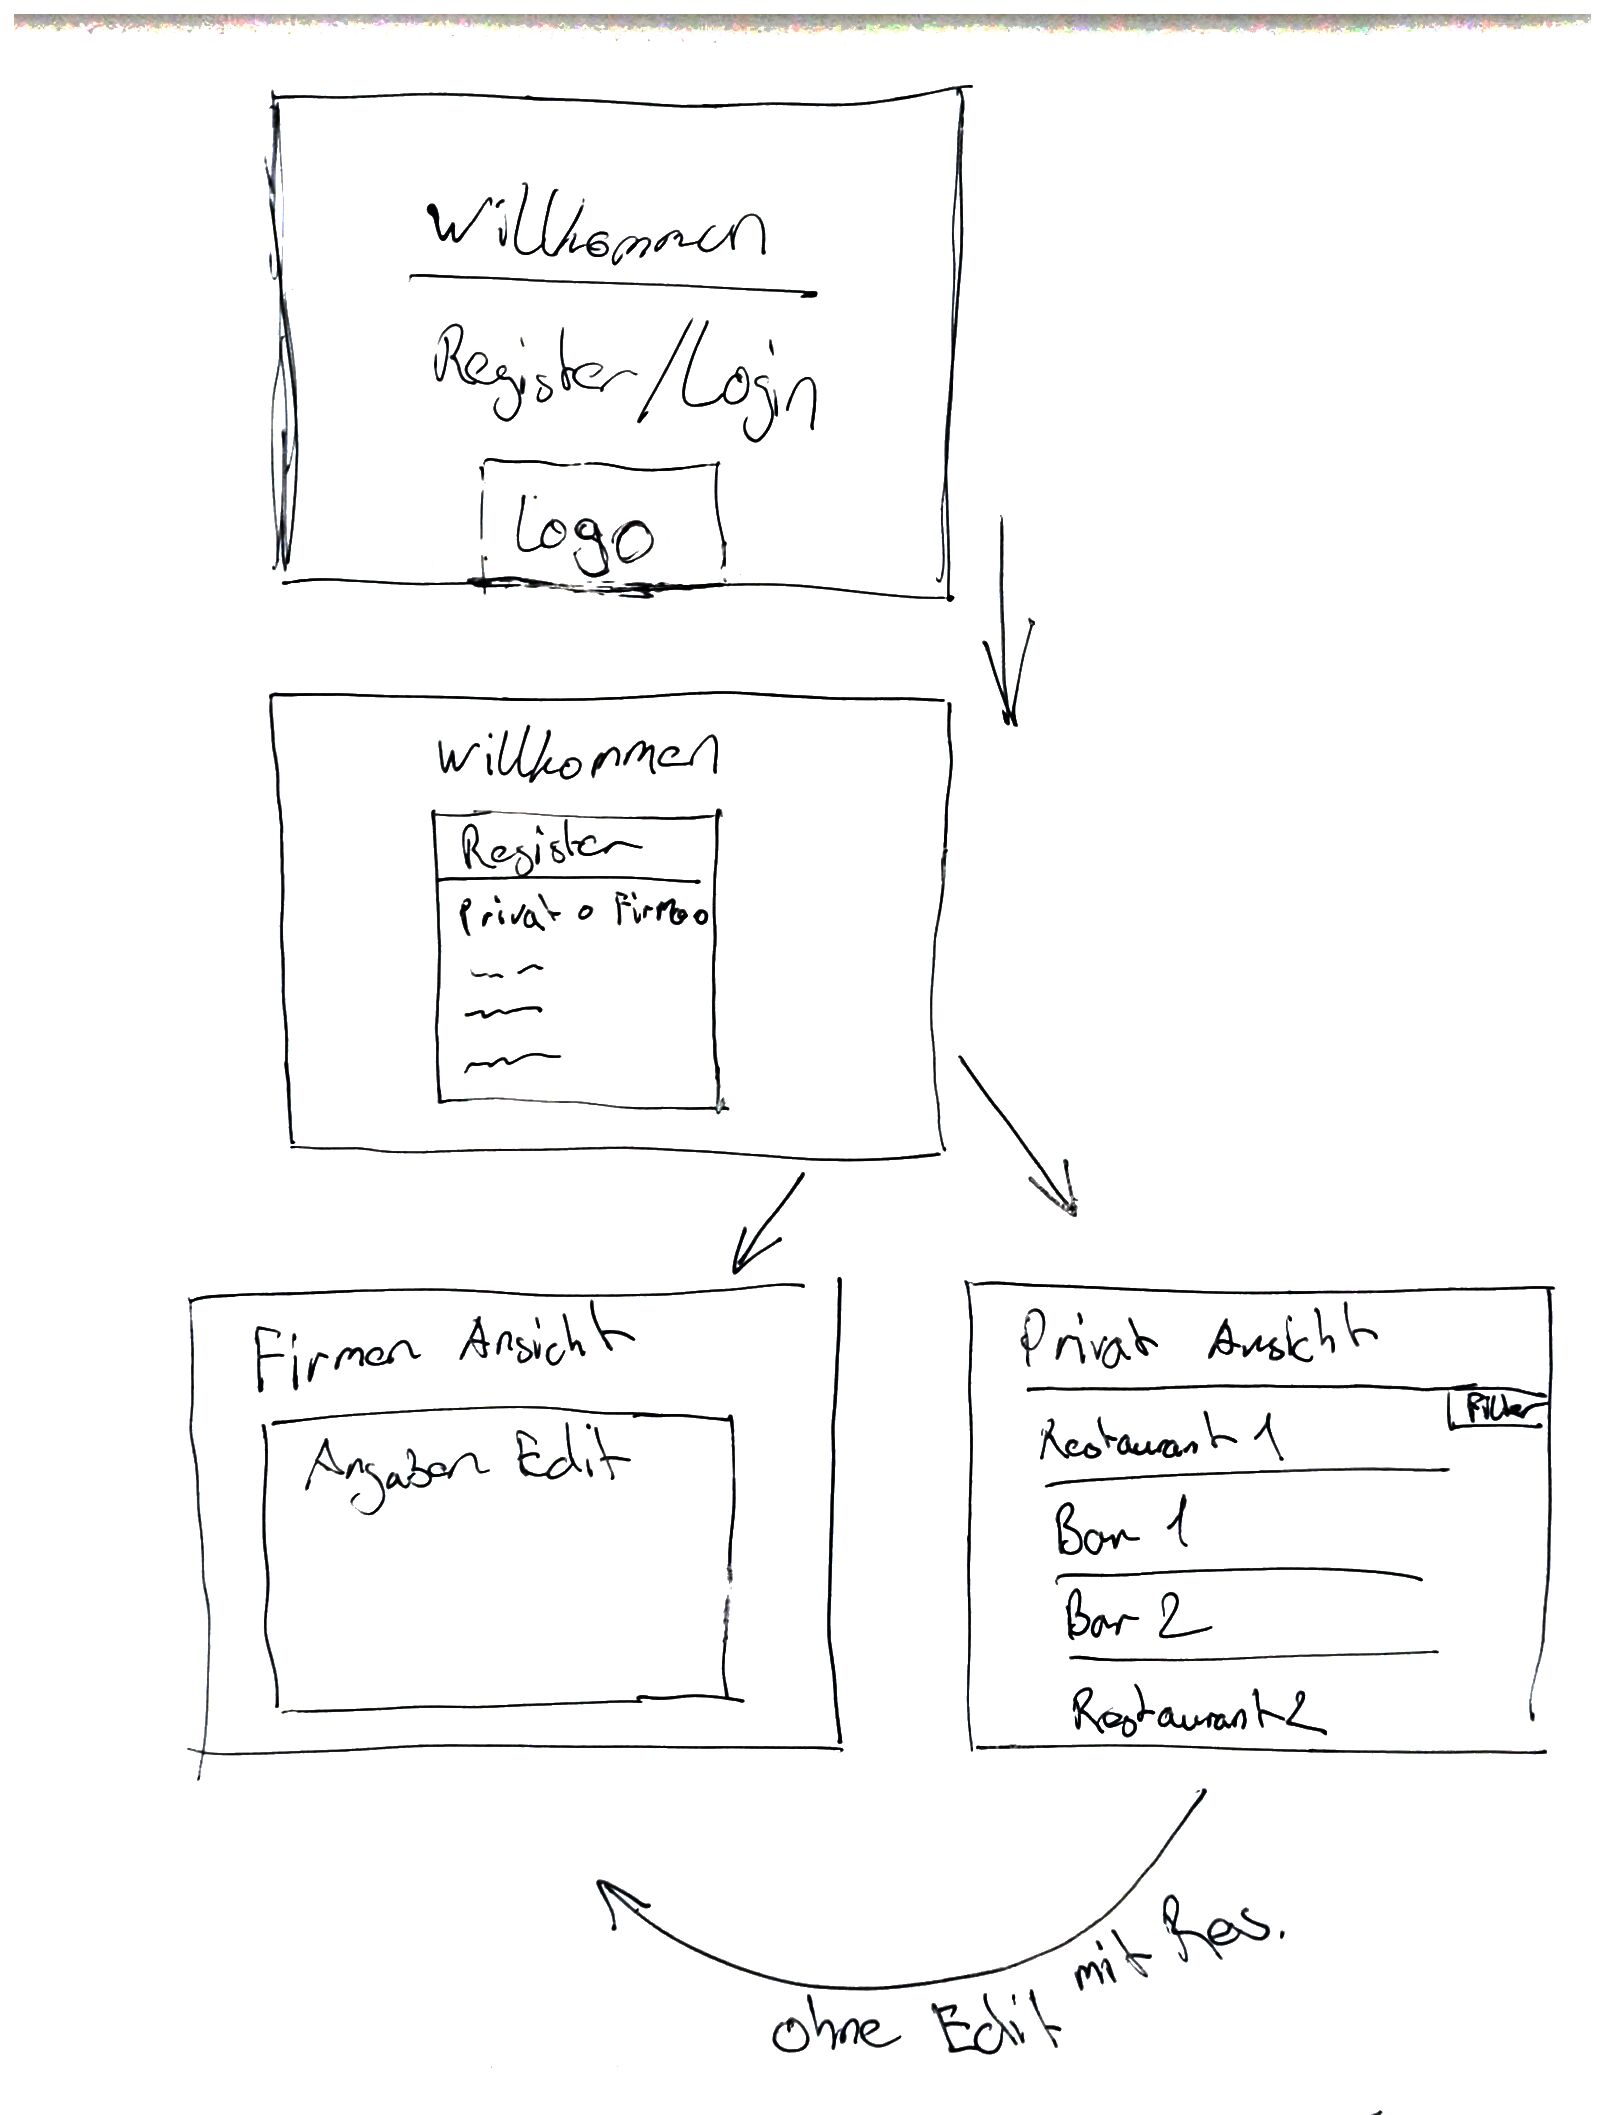 Willkommen
Register/Login
Logo
Willkommen
Register
Privat o Firma o
Firmen Ansicht
Angaben Edit
Privat Ansicht
Filter
Restaurant 1
Bar 1
Bar 2
Restaurant 2
ohne Edit mit Res.